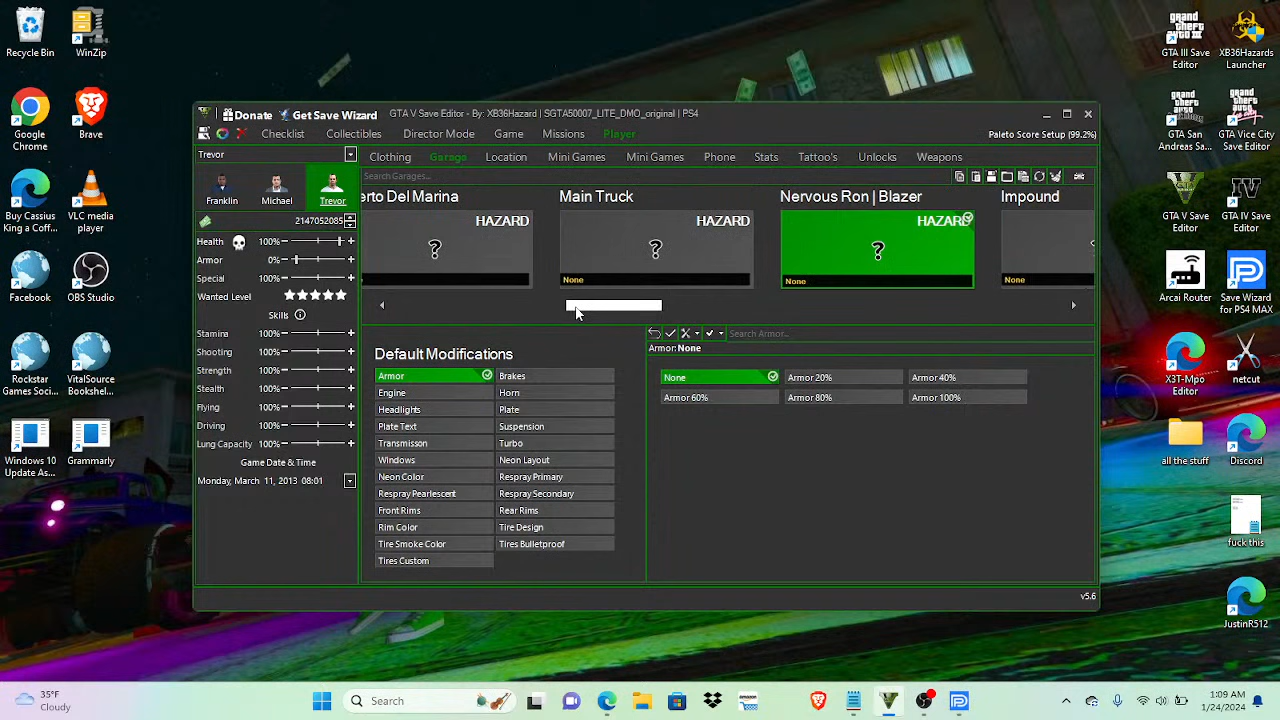 Recycle Bin
WinZip
Google Chrome
Brave
Edge Studio
King a Coff...
VLC media player
Facebook
OBS Studio
Rockstar Games Soci...
VitalSource Bookshelf
Windows 10 Update As...
Grammarly
Donate Get Save Wizard GTA V Save Editor - By: XB36Hazard | SGTA50007_LITE_DMO_original | PS4
Checklist Collectibles Director Mode Game Missions Player Paleto Score Setup (99.2%)
Trevor
Clothing Garage Location Mini Games Mini Games Phone Stats Tattoo's Unlocks Weapons
Search Garages...
Franklin Michael Trevor
2147052085
Health 100%
Armor 0%
Special 100%
Wanted Level
Skills
Stamina 100%
Shooting 100%
Strength 100%
Stealth 100%
Flying 100%
Driving 100%
Lung Capacity 100%
Game Date & Time
Monday, March 11, 2013 08:01
erto Del Marina Main Truck Nervous Ron | Blazer Impound
HAZARD HAZARD HAZARD
? ? ?
None None
Default Modifications
Armor Brakes
Engine Horn
Headlights Plate
Plate Text Suspension
Transmisson Turbo
Windows Neon Layout
Neon Color Respray Primary
Respray Pearlescent Respray Secondary
Front Rims Rear Rims
Rim Color Tire Design
Tire Smoke Color Tires Bulletproof
Tires Custom
Search Armor...
Armor: None
None Armor 20% Armor 40%
Armor 60% Armor 80% Armor 100%
v5.6
GTA III Save Editor
XB36Hazards Launcher
GTA San Andreas Sa...
GTA Vice City Save Editor
GTA V Save Editor
GTA IV Save Editor
Arcai Router
Save Wizard for PS4 MAX
X3T-Mpo Editor
netcut
all the stuff
Discord
fuck this
JustinR512
35°F
Cloudy
Search
1:09 AM
1/24/2024